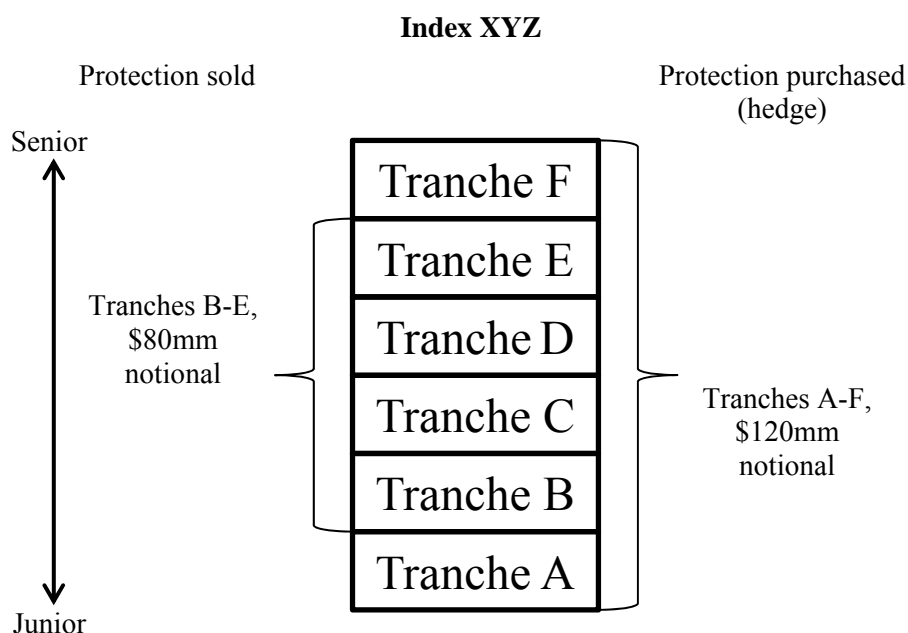 Index XYZ
Protection sold
Protection purchased
(hedge)
Senior
Tranche F
Tranche E
Tranche D
Tranche C
Tranche B
Tranche A
Tranches B-E,
$80mm
notional
Tranches A-F,
$120mm
notional
Junior